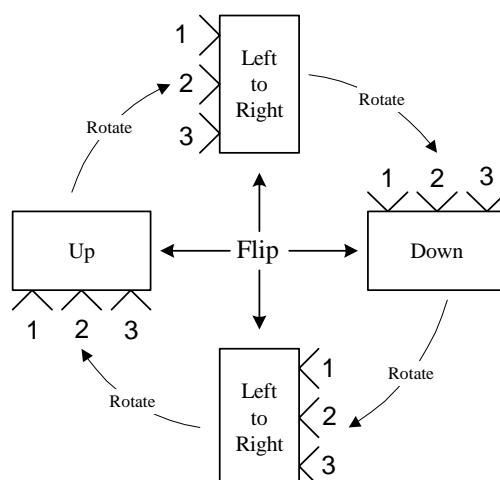 1
2
3
Left
to
Right
Rotate
Rotate
1 2 3
Up
Flip
Down
1 2 3
Rotate
Rotate
Left
to
Right
1
2
3